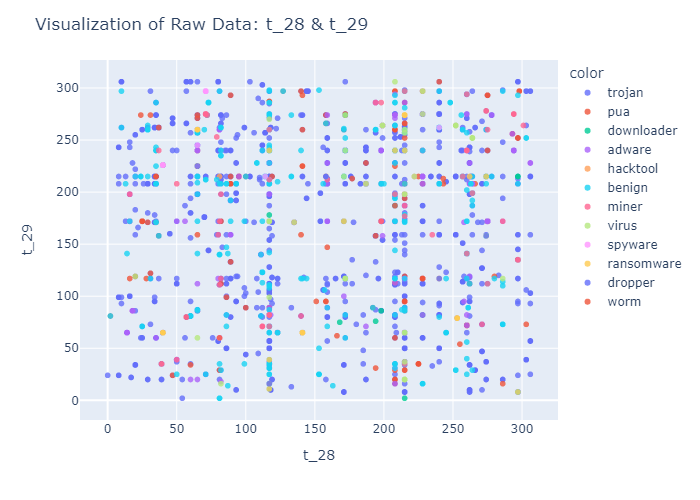 Visualization of Raw Data: t_28 & t_29
color
trojan
pua
downloader
adware
hacktool
benign
miner
virus
spyware
ransomware
dropper
worm
t_29
300
250
200
150
100
50
0
0 50 100 150 200 250 300
t_28